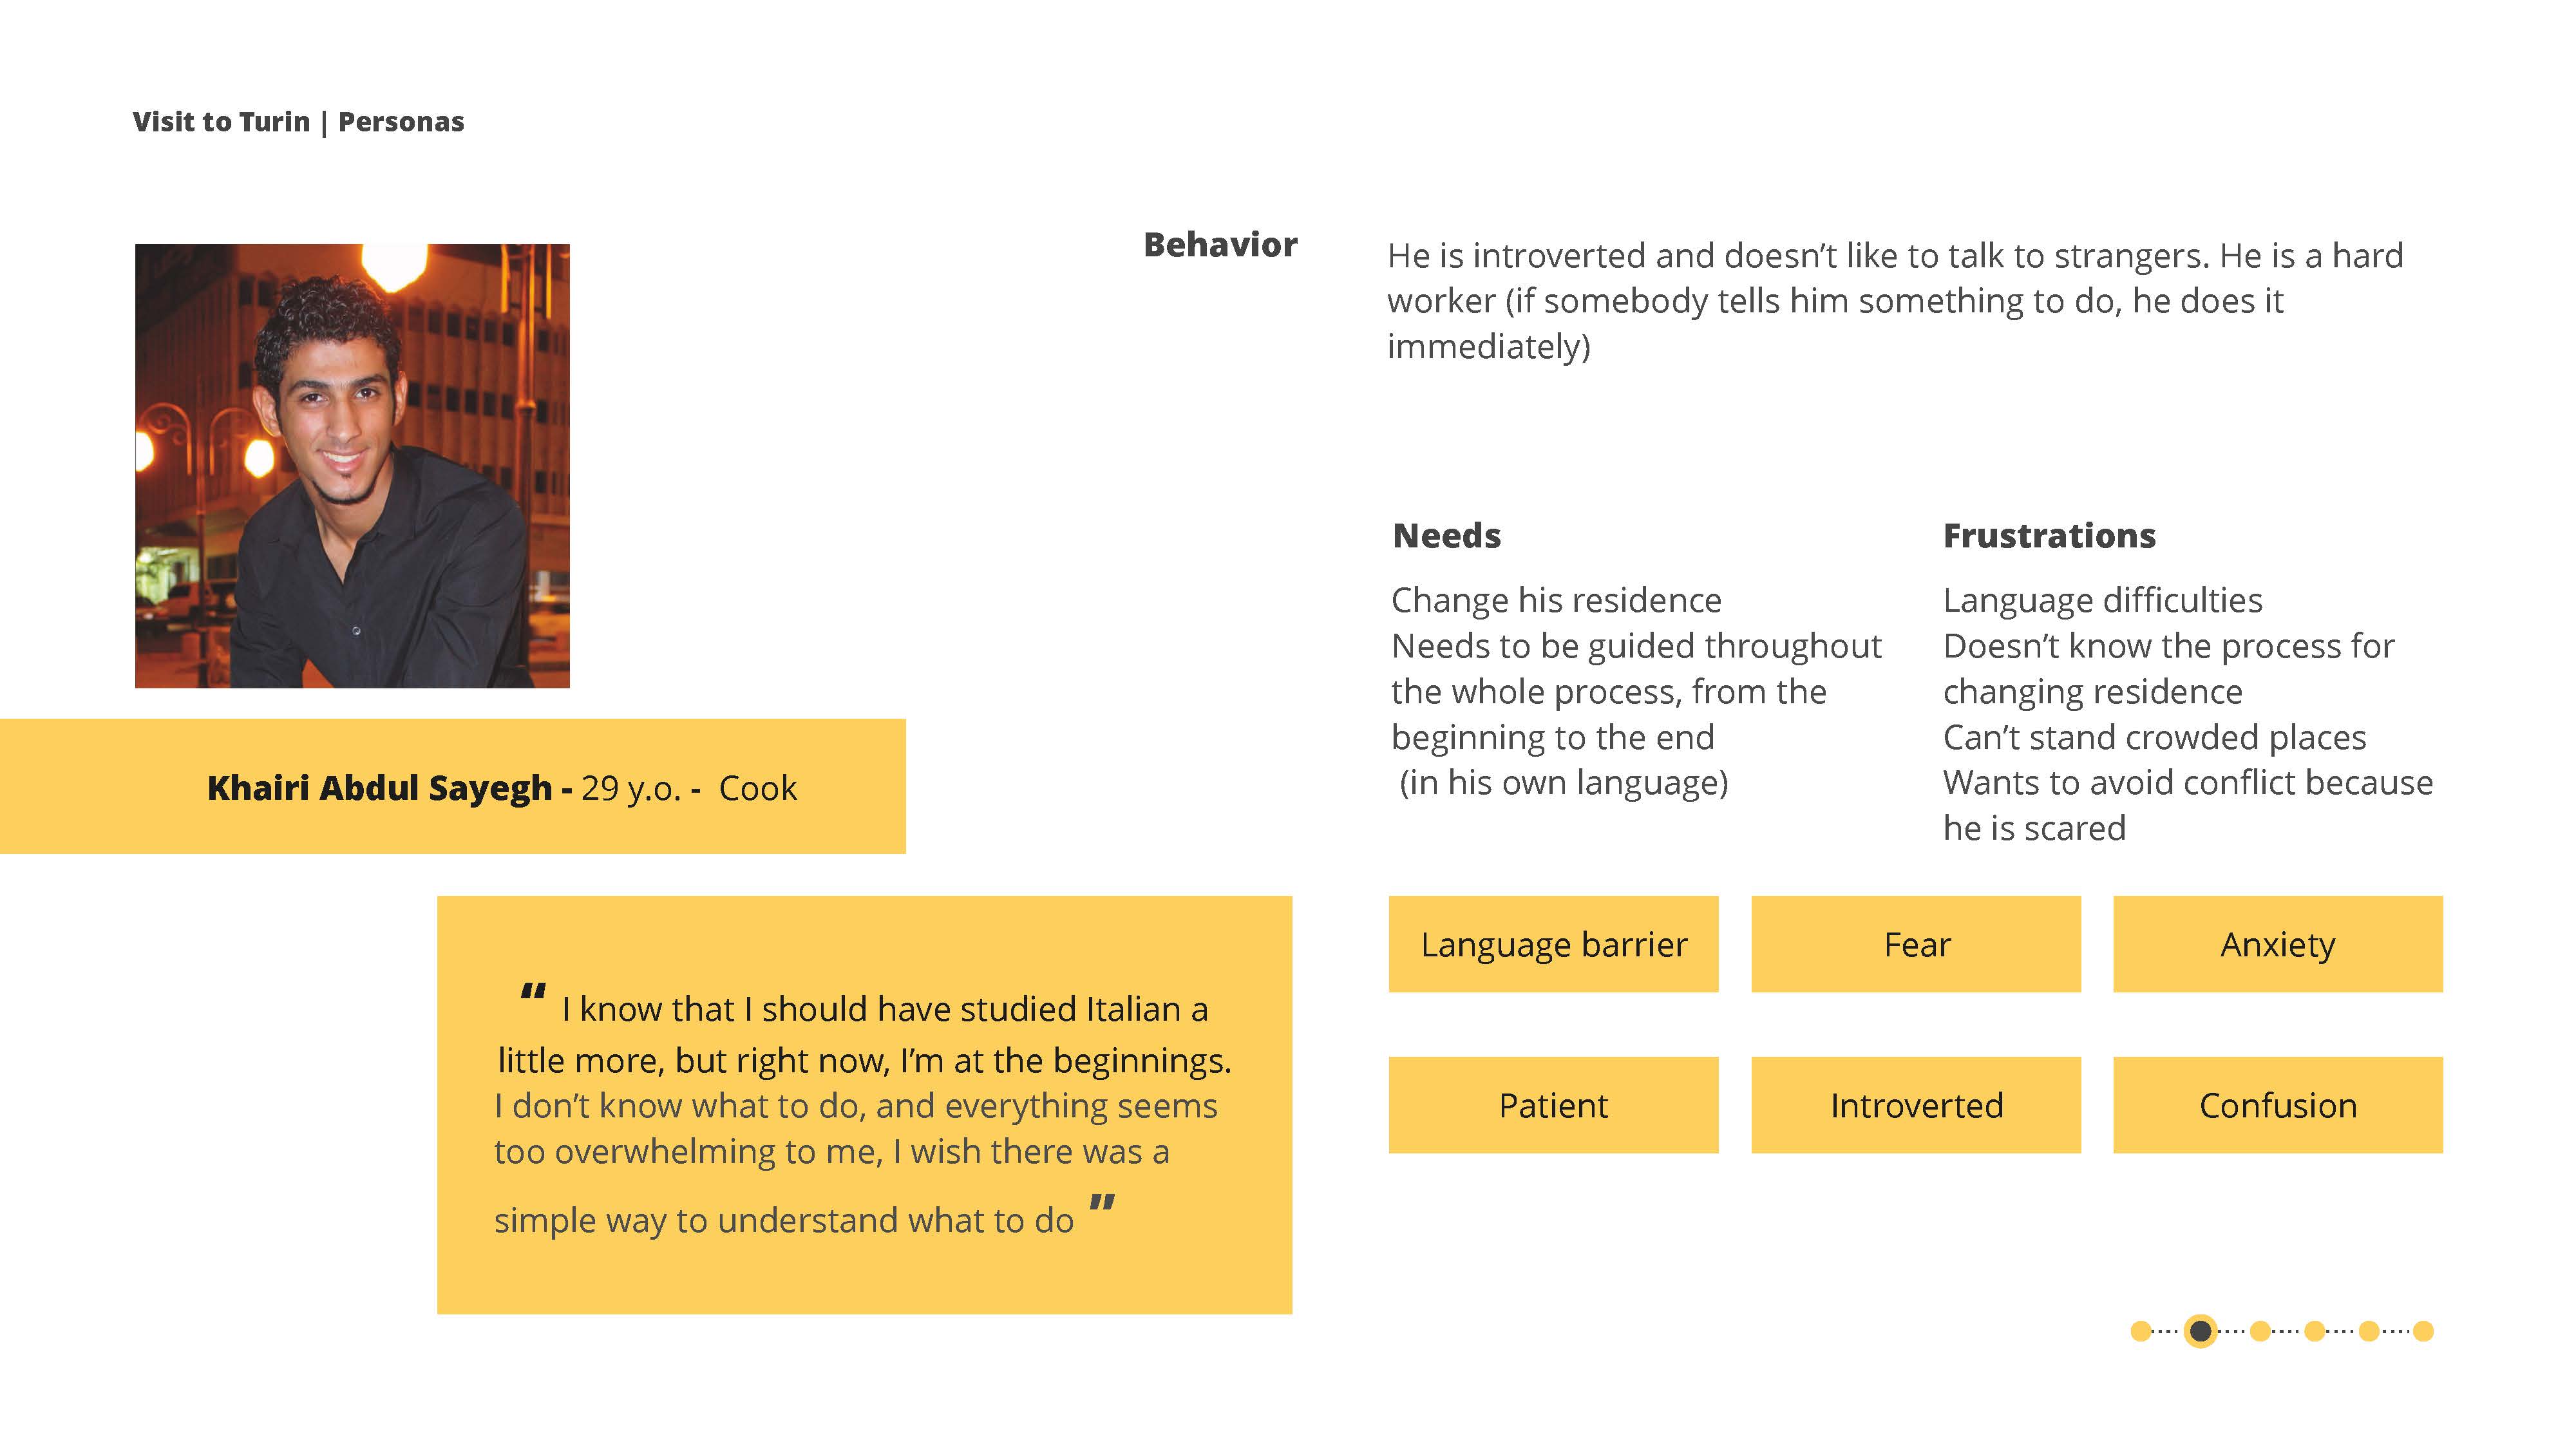 Visit to Turin | Personas
Behavior
He is introverted and doesn’t like to talk to strangers. He is a hard
worker (if somebody tells him something to do, he does it
immediately)
Needs
Change his residence
Needs to be guided throughout
the whole process, from the
beginning to the end
(in his own language)
Frustrations
Language difficulties
Doesn’t know the process for
changing residence
Can’t stand crowded places
Wants to avoid conflict because
he is scared
Khairi Abdul Sayegh - 29 y.o. - Cook
“ I know that I should have studied Italian a
little more, but right now, I’m at the beginnings.
I don’t know what to do, and everything seems
too overwhelming to me, I wish there was a
simple way to understand what to do ”
Language barrier
Fear
Anxiety
Patient
Introverted
Confusion